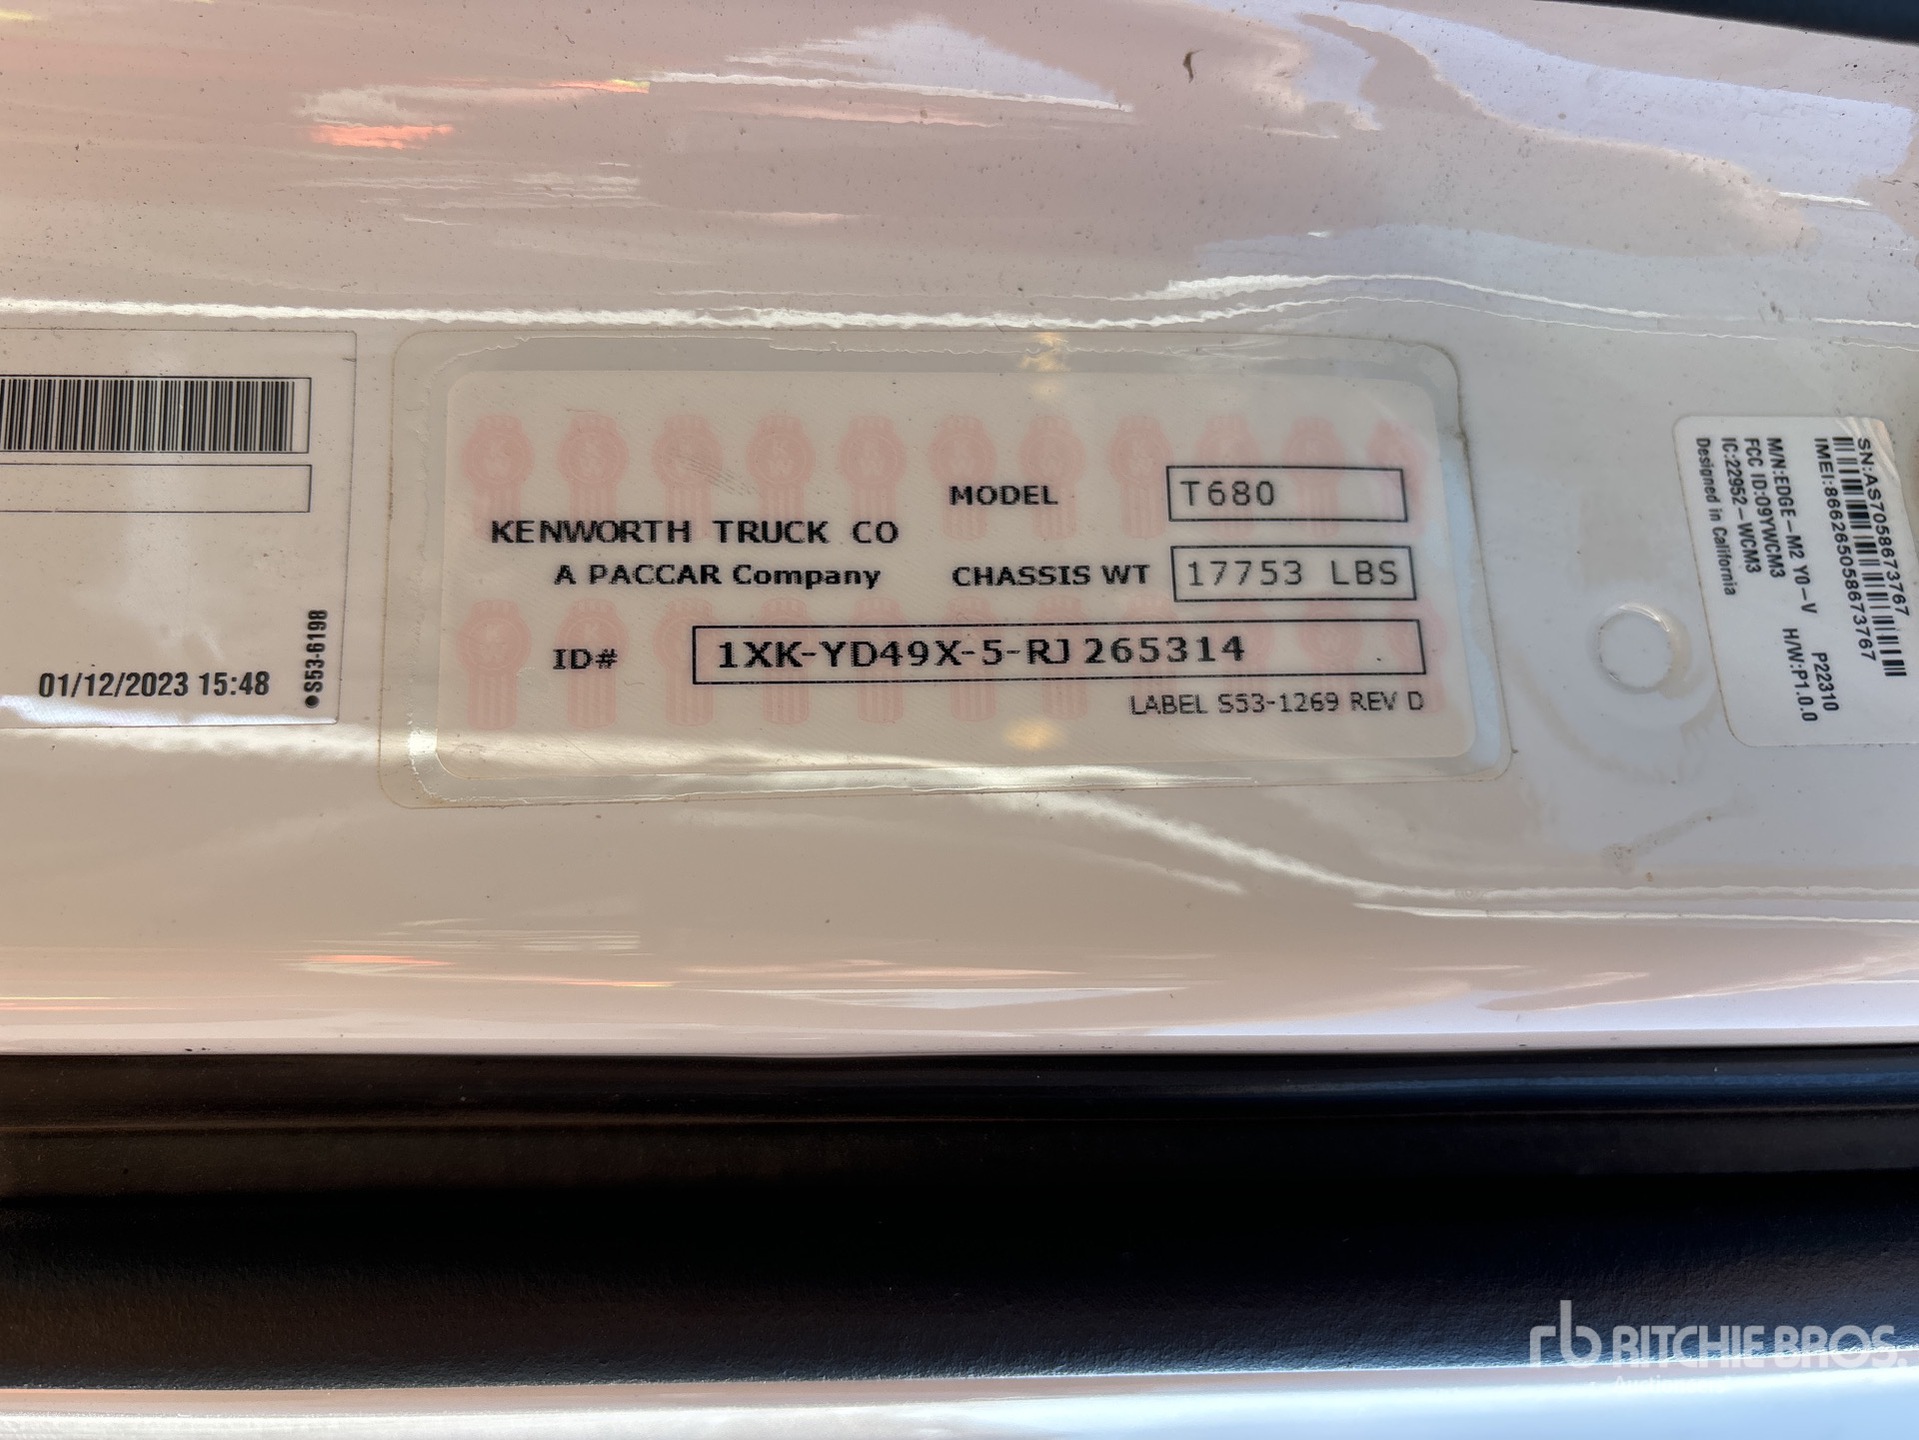 01/12/2023 15:48
●S53-6198
KENWORTH TRUCK CO
A PACCAR Company
MODEL T680
CHASSIS WT 17753 LBS
ID# 1XK-YD49X-5-RJ265314
LABEL S53-1269 REV D
SN:AS7058673767
IMEI:866265058673767
P22310
M/N:EDGE-M2 Y0-V H/W:P1.0.0
FCC ID:O9YWCM3
IC:22952-WCM3
Designed in California
rb RITCHIE BROS.